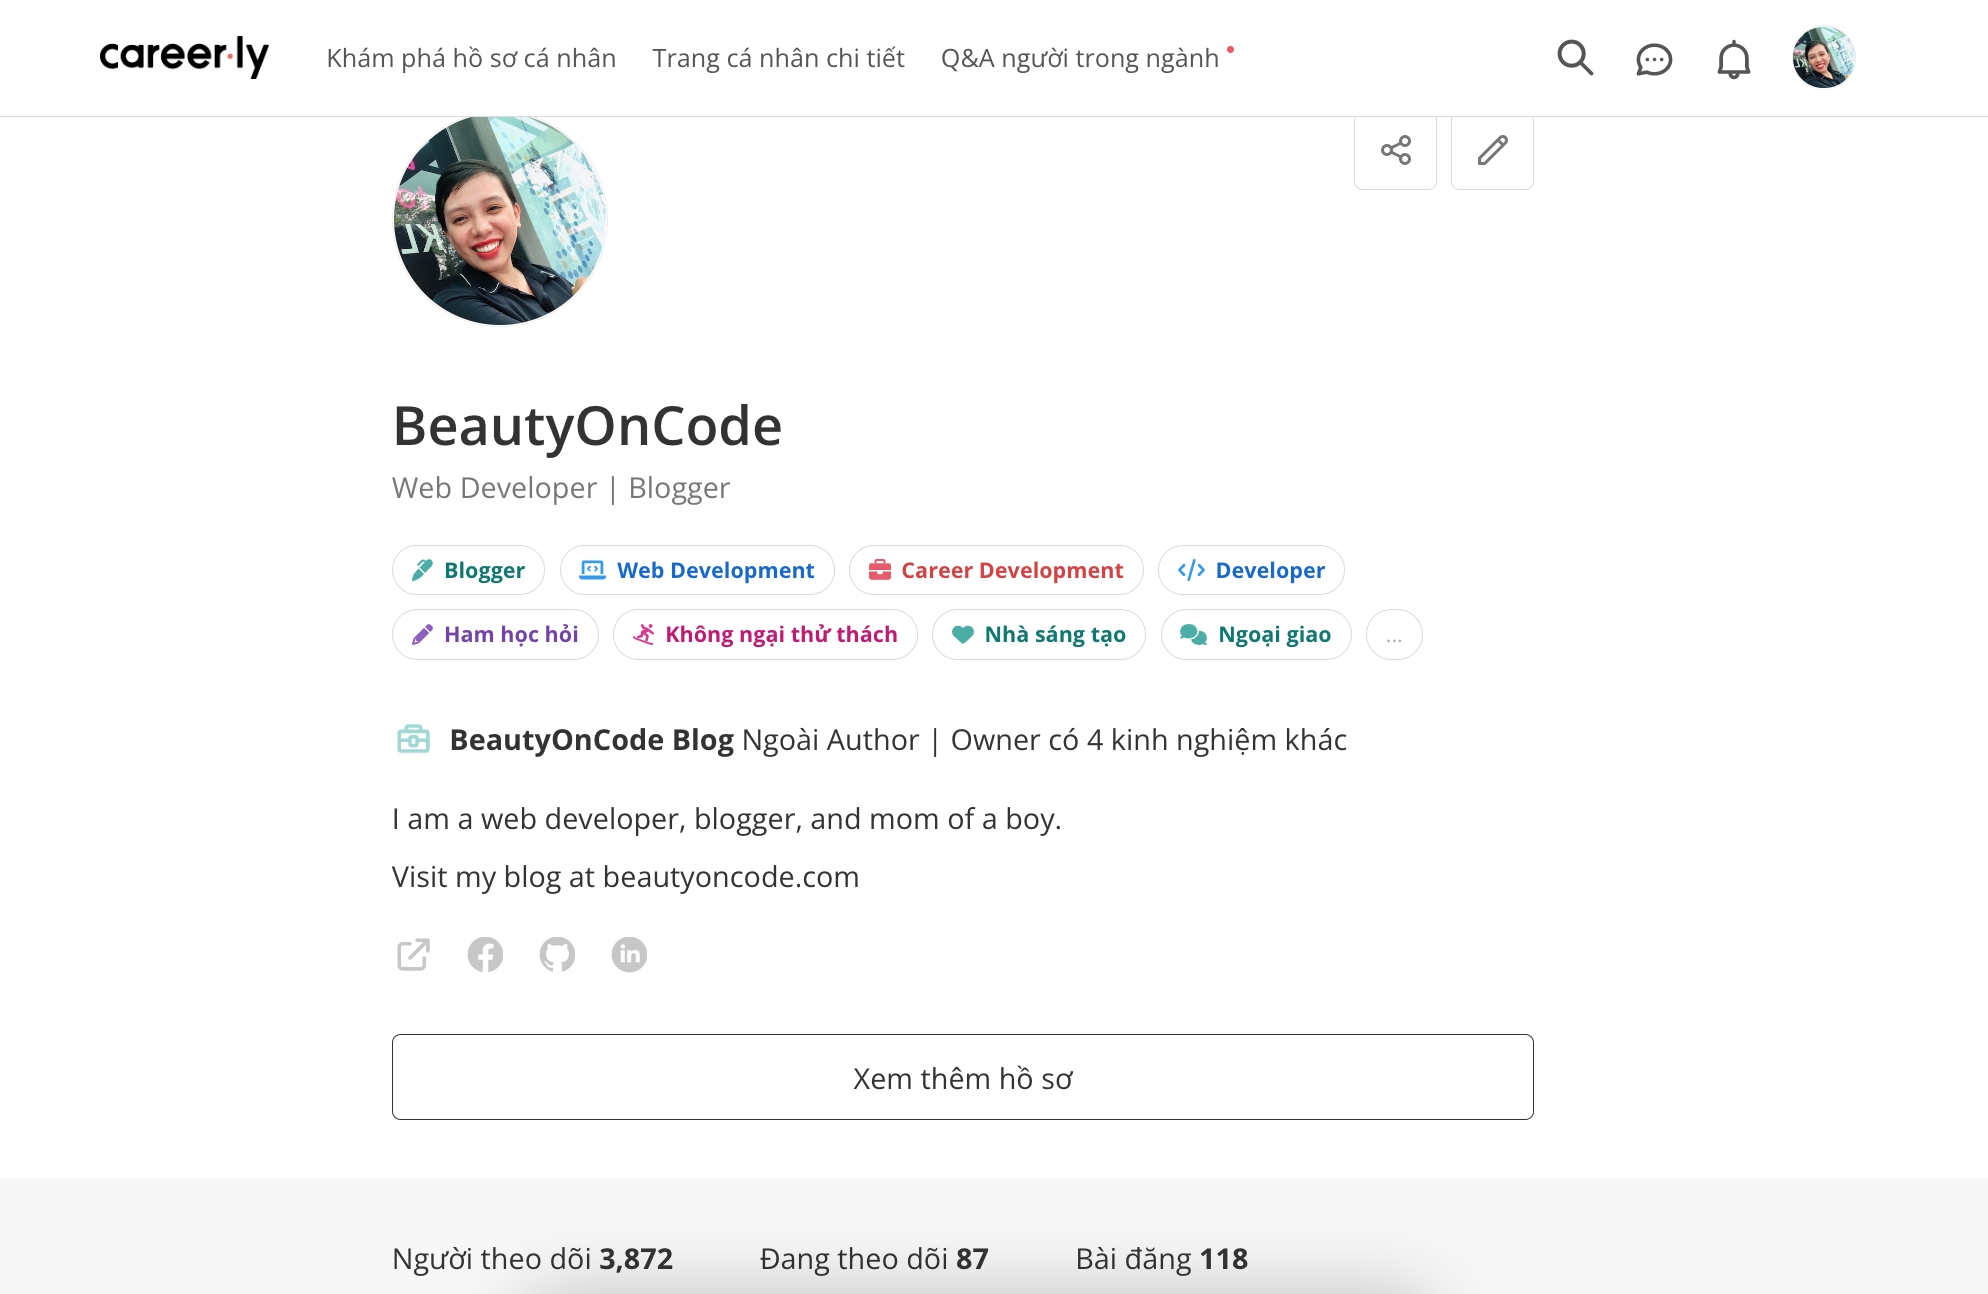 career·ly
Khám phá hồ sơ cá nhân
Trang cá nhân chi tiết
Q&A người trong ngành
BeautyOnCode
Web Developer | Blogger
Blogger
Web Development
Career Development
Developer
Ham học hỏi
Không ngại thử thách
Nhà sáng tạo
Ngoại giao
...
BeautyOnCode Blog Ngoài Author | Owner có 4 kinh nghiệm khác
I am a web developer, blogger, and mom of a boy.
Visit my blog at beautyoncode.com
Xem thêm hồ sơ
Người theo dõi 3,872
Đang theo dõi 87
Bài đăng 118